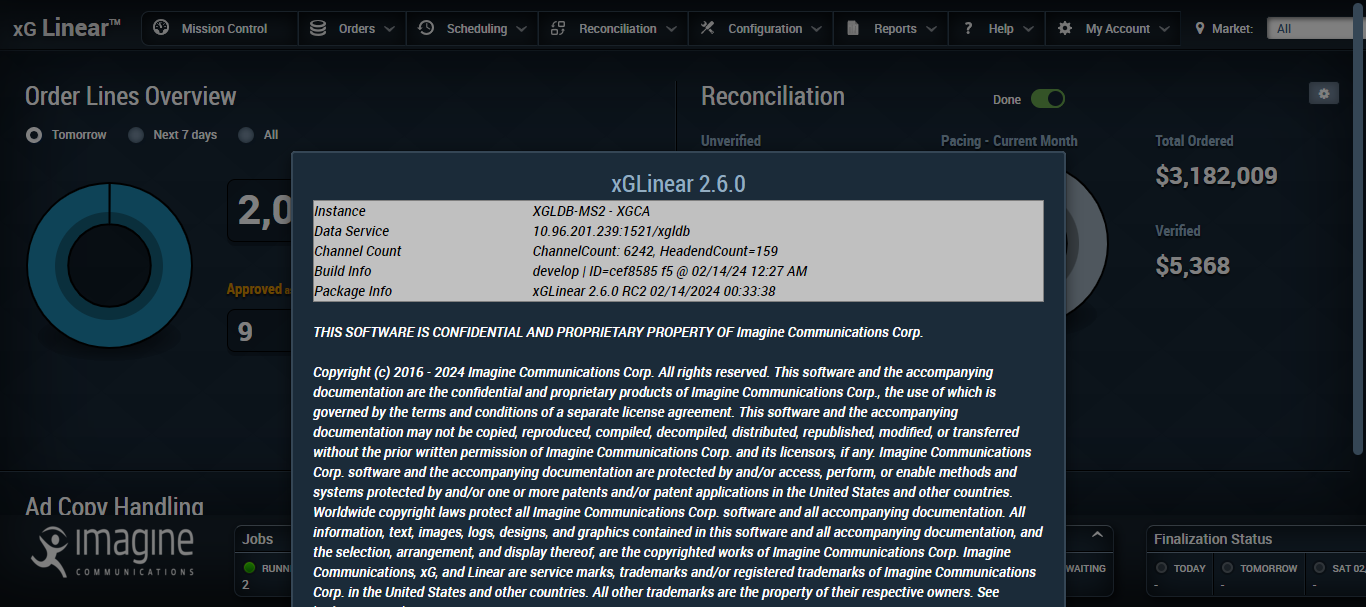 xG Linear™
Mission Control
Orders
Scheduling
Reconciliation
Configuration
Reports
? Help
My Account
Market:
All
Order Lines Overview
Tomorrow
Next 7 days
All
Reconciliation
Done
Unverified
Pacing - Current Month
Total Ordered
$3,182,009
Verified
$5,368
2,0
Approved
9
xGLinear 2.6.0
Instance XGLDB-MS2 - XGCA
Data Service 10.96.201.239:1521/xgldb
Channel Count ChannelCount: 6242, HeadendCount=159
Build Info develop | ID=cef8585 f5 @ 02/14/24 12:27 AM
Package Info xGLinear 2.6.0 RC2 02/14/2024 00:33:38
THIS SOFTWARE IS CONFIDENTIAL AND PROPRIETARY PROPERTY OF Imagine Communications Corp.
Copyright (c) 2016 - 2024 Imagine Communications Corp. All rights reserved. This software and the accompanying
documentation are the confidential and proprietary products of Imagine Communications Corp., the use of which is
governed by the terms and conditions of a separate license agreement. This software and the accompanying
documentation may not be copied, reproduced, compiled, decompiled, distributed, republished, modified, or transferred
without the prior written permission of Imagine Communications Corp. and its licensors, if any. Imagine Communications
Corp. software and the accompanying documentation are protected by and/or access, perform, or enable methods and
systems protected by and/or one or more patents and/or patent applications in the United States and other countries.
Worldwide copyright laws protect all Imagine Communications Corp. software and all accompanying documentation. All
information, text, images, logs, designs, and graphics contained in this software and all accompanying documentation, and
the selection, arrangement, and display thereof, are the copyrighted works of Imagine Communications Corp. Imagine
Communications, xG, and Linear are service marks, trademarks and/or registered trademarks of Imagine Communications
Corp. in the United States and other countries. All other trademarks are the property of their respective owners. See
Ad Copy Handling
imagine
COMMUNICATIONS
Jobs
RUNN
2
WAITING
Finalization Status
TODAY
-
TOMORROW
-
SAT 02,
-